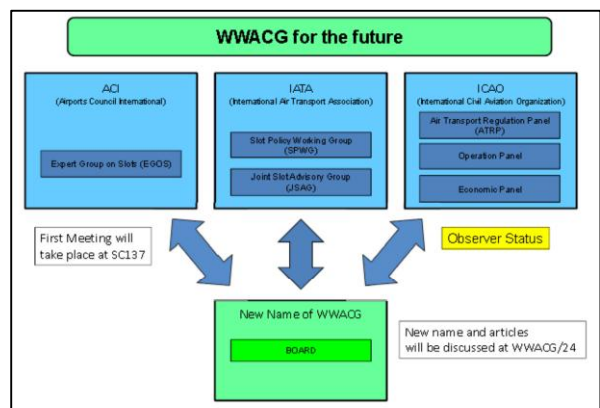 WWACG for the future
ACI
(Airports Council International)
Expert Group on Slots (EGOS)
IATA
(International Air Transport Association)
Slot Policy Working Group
(SPWG)
Joint Slot Advisory Group
(JSAG)
ICAO
(International Civil Aviation Organization)
Air Transport Regulation Panel
(ATRP)
Operation Panel
Economic Panel
First Meeting will
take place at SC137
Observer Status
New Name of WWACG
BOARD
New name and articles
will be discussed at WWACG/24